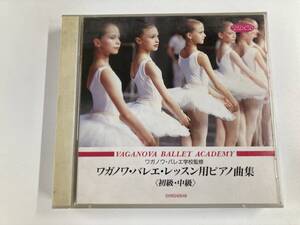 VAGANOVA BALLET ACADEMY
ワガノワ・バレエ学校監修
ワガノワ・バレエ・レッスン用ピアノ曲集
〈初級・中級〉